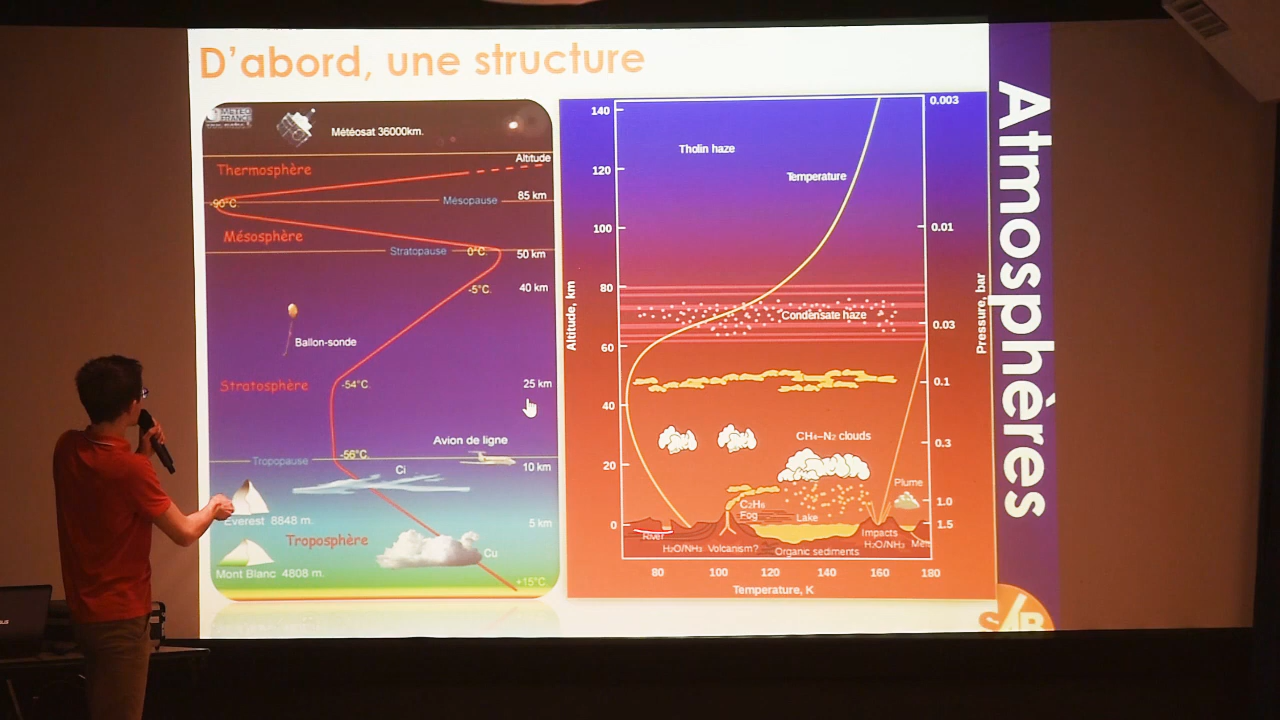 D'abord, une structure
METEO
FRANCE
Météosat 36000km.
Altitude
Thermosphère
-90°C.
85 km
Mésopause
Mésosphère
Stratopause
0°C.
50 km
-5°C.
40 km
Ballon-sonde
Stratosphère
-54°C.
25 km
Avion de ligne
-56°C.
Tropopause
10 km
Ci
Everest 8848 m.
5 km
Troposphère
Cu
Mont Blanc 4808 m.
+15°C.
140
120
100
80
60
40
20
0
Altitude, km
Tholin haze
Temperature
Condensate haze
CH₄–N₂ clouds
Plume
C₂H₆
Fog
Lake
River
H₂O/NH₃
Volcanism?
Organic sediments
Impacts
H₂O/NH₃
Melt
0.003
0.01
0.03
0.1
0.3
1.0
1.5
Pressure, bar
80 100 120 140 160 180
Temperature, K
Atmosphères